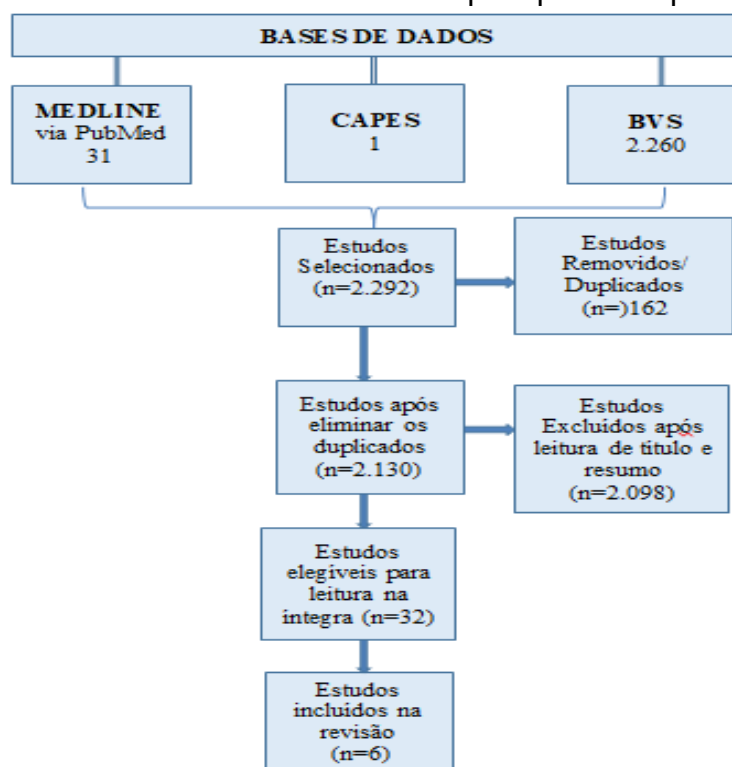 BASES DE DADOS
MEDLINE
via PubMed
31
CAPES
1
BVS
2.260
Estudos
Selecionados
(n=2.292)
Estudos
Removidos/
Duplicados
(n=)162
Estudos após
eliminar os
duplicados
(n=2.130)
Estudos
Excluídos após
leitura de título e
resumo
(n=2.098)
Estudos
elegíveis para
leitura na
íntegra (n=32)
Estudos
incluídos na
revisão
(n=6)